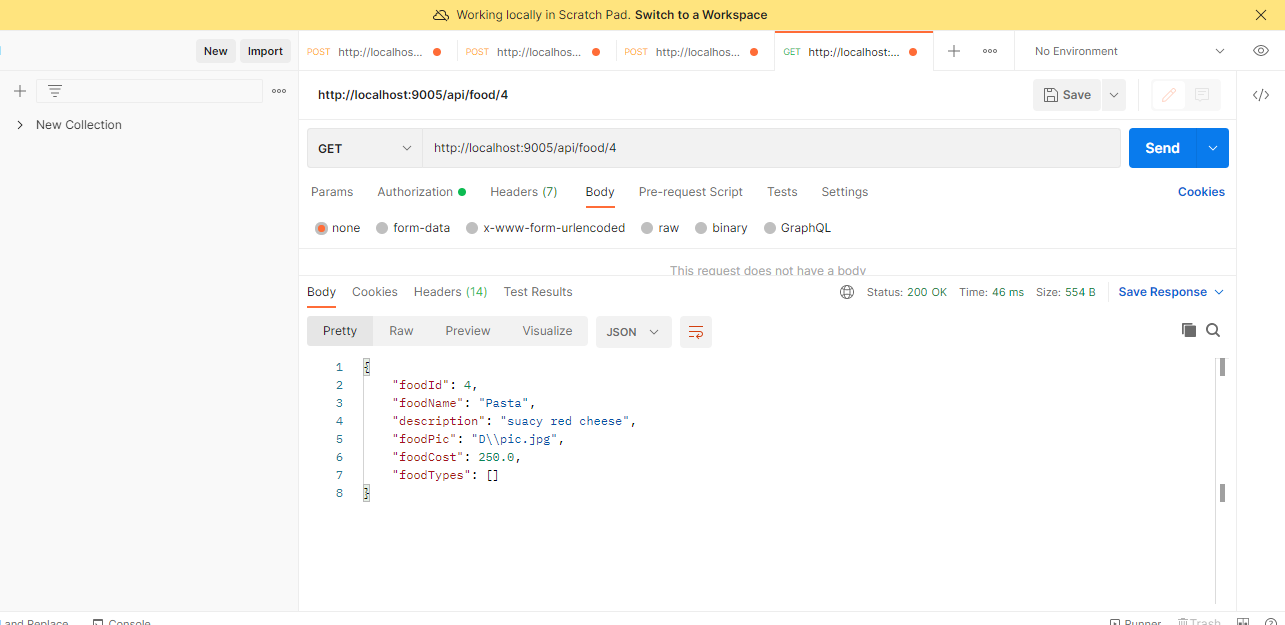 Working locally in Scratch Pad. Switch to a Workspace
New Import
POST http://localhos... POST http://localhos... POST http://localhos... GET http://localhost:... No Environment
http://localhost:9005/api/food/4 Save
New Collection
GET http://localhost:9005/api/food/4 Send
Params Authorization Headers (7) Body Pre-request Script Tests Settings Cookies
none form-data x-www-form-urlencoded raw binary GraphQL
This request does not have a body
Body Cookies Headers (14) Test Results Status: 200 OK Time: 46 ms Size: 554 B Save Response
Pretty Raw Preview Visualize JSON
1 {
2 "foodId": 4,
3 "foodName": "Pasta",
4 "description": "suacy red cheese",
5 "foodPic": "D\\pic.jpg",
6 "foodCost": 250.0,
7 "foodTypes": []
8 }
and Replace Console Runner Trash